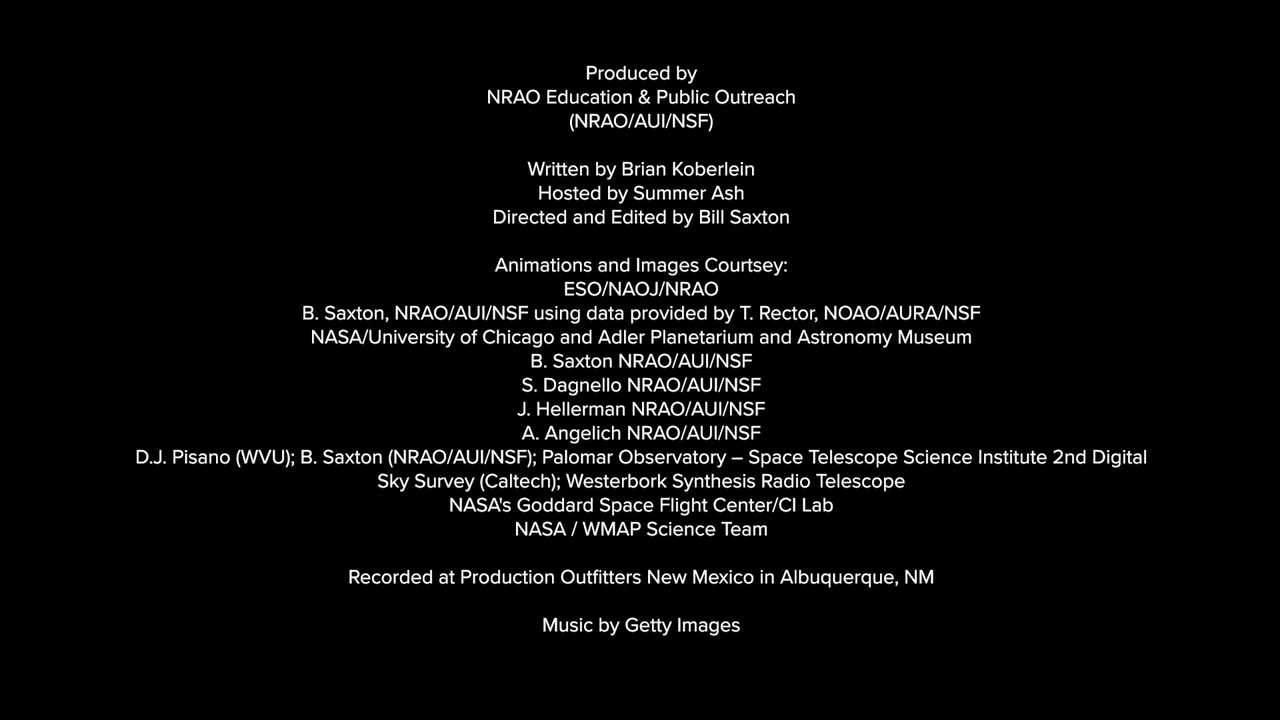 Produced by
NRAO Education & Public Outreach
(NRAO/AUI/NSF)
Written by Brian Koberlein
Hosted by Summer Ash
Directed and Edited by Bill Saxton
Animations and Images Courtsey:
ESO/NAOJ/NRAO
B. Saxton, NRAO/AUI/NSF using data provided by T. Rector, NOAO/AURA/NSF
NASA/University of Chicago and Adler Planetarium and Astronomy Museum
B. Saxton NRAO/AUI/NSF
S. Dagnello NRAO/AUI/NSF
J. Hellerman NRAO/AUI/NSF
A. Angelich NRAO/AUI/NSF
D.J. Pisano (WVU); B. Saxton (NRAO/AUI/NSF); Palomar Observatory – Space Telescope Science Institute 2nd Digital
Sky Survey (Caltech); Westerbork Synthesis Radio Telescope
NASA's Goddard Space Flight Center/CI Lab
NASA / WMAP Science Team
Recorded at Production Outfitters New Mexico in Albuquerque, NM
Music by Getty Images